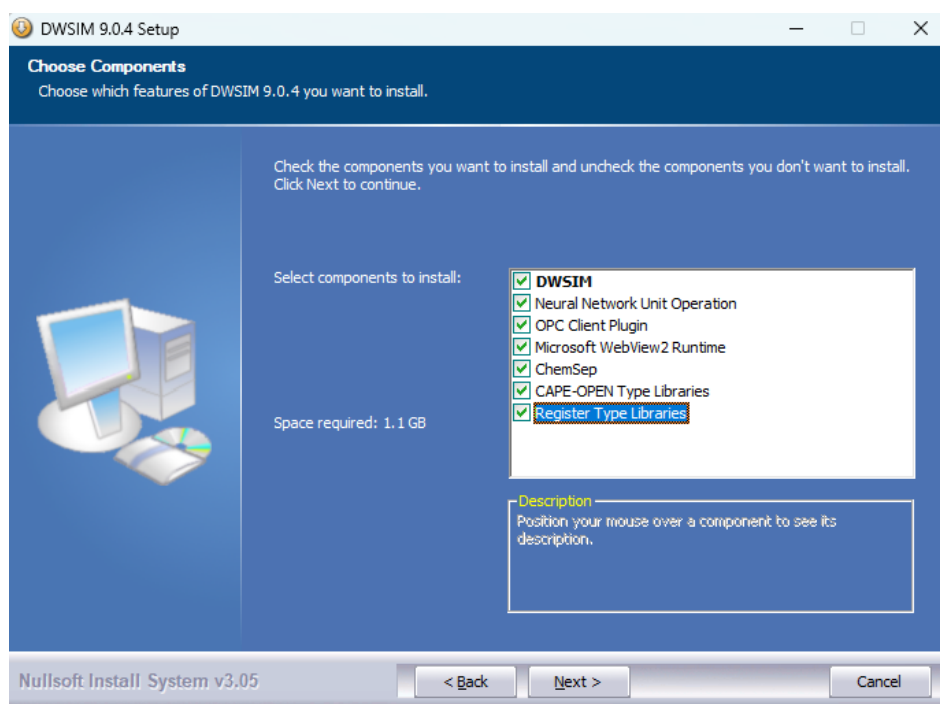 DWSIM 9.0.4 Setup
Choose Components
Choose which features of DWSIM 9.0.4 you want to install.
Check the components you want to install and uncheck the components you don't want to install.
Click Next to continue.
Select components to install:
DWSIM
Neural Network Unit Operation
OPC Client Plugin
Microsoft WebView2 Runtime
ChemSep
CAPE-OPEN Type Libraries
Register Type Libraries
Space required: 1.1 GB
Description
Position your mouse over a component to see its
description.
Nullsoft Install System v3.05
< Back
Next >
Cancel